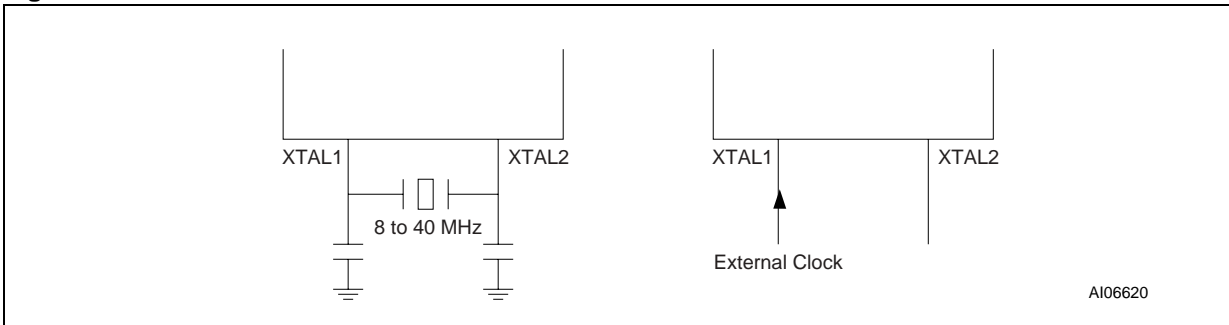 XTAL1 XTAL2
8 to 40 MHz
XTAL1 XTAL2
External Clock
AI06620